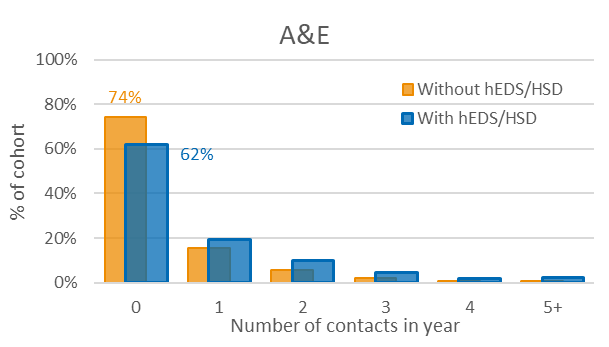 A&E
100%
80%
60%
40%
20%
0%
% of cohort
74%
62%
Without hEDS/HSD
With hEDS/HSD
0 1 2 3 4 5+
Number of contacts in year